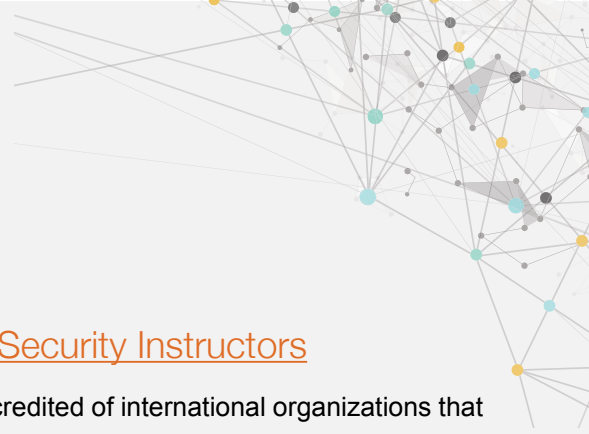 Security Instructors
credited of international organizations that